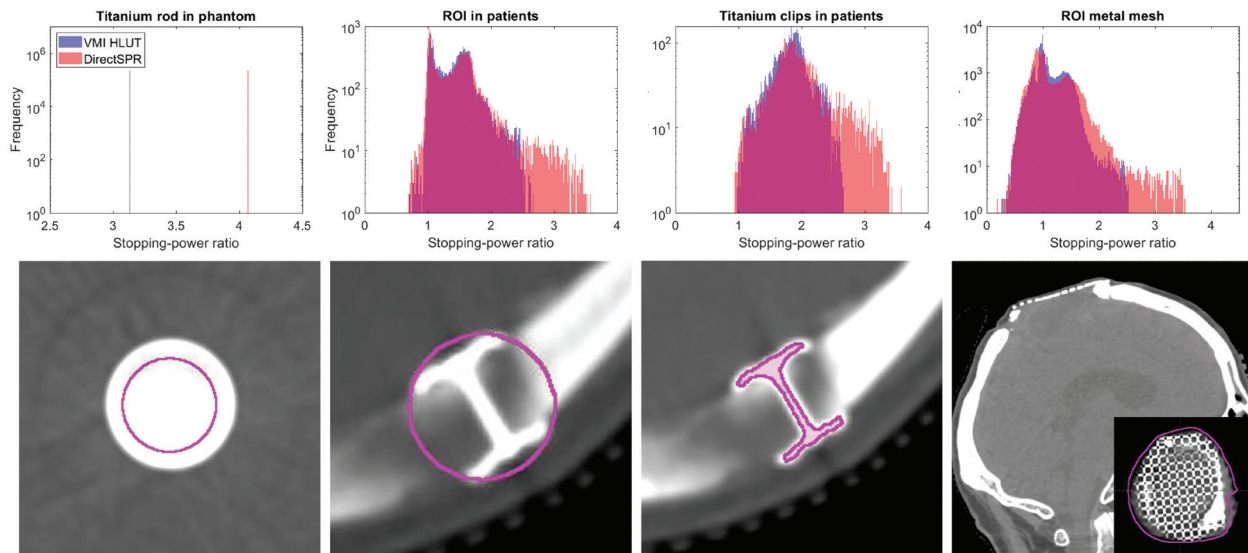 Titanium rod in phantom
VMI HLUT
DirectSPR
Frequency
10^6
10^4
10^2
10^0
2.5 3 3.5 4 4.5
Stopping-power ratio
ROI in patients
10^3
10^2
10^1
10^0
0 1 2 3 4
Stopping-power ratio
Titanium clips in patients
10^2
10^1
10^0
0 1 2 3 4
Stopping-power ratio
ROI metal mesh
Frequency
10^4
10^3
10^2
10^1
10^0
0 1 2 3 4
Stopping-power ratio